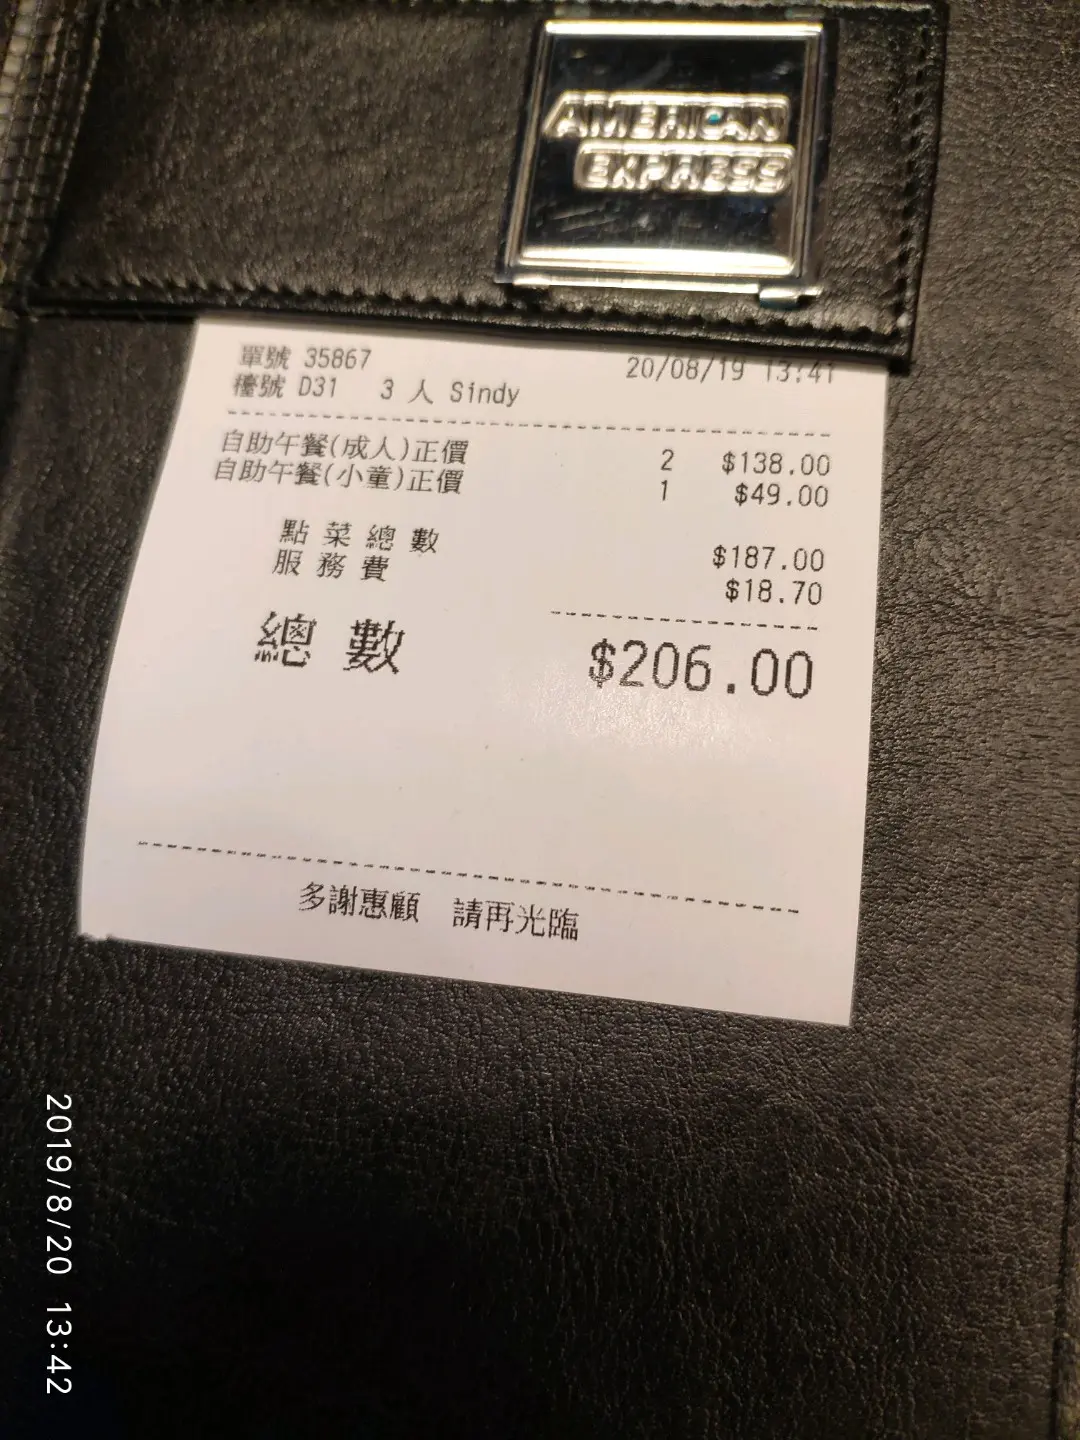 AMERICAN
EXPRESS
單號 35867 20/08/19 13:41
檯號 D31 3 人 Sindy
自助午餐(成人)正價 2 $138.00
自助午餐(小童)正價 1 $49.00
點菜總數 $187.00
服務費 $18.70
總數 $206.00
多謝惠顧 請再光臨
2019/8/20 13:42